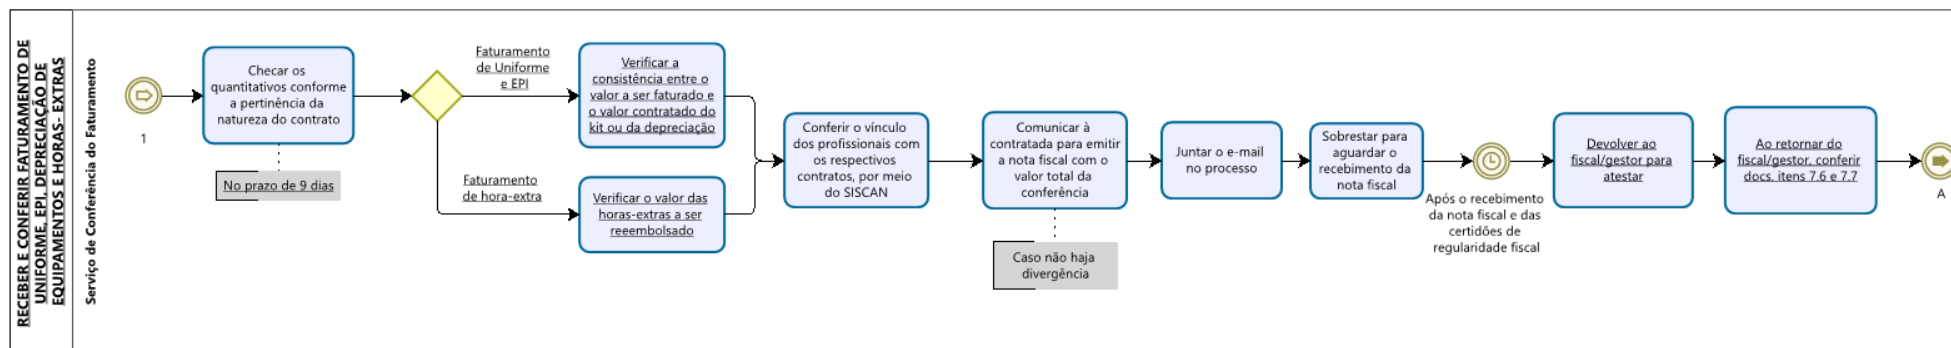 RECEBER E CONFERIR FATURAMENTO DE
UNIFORME, EPI, DEPRECIAÇÃO DE
EQUIPAMENTOS E HORAS- EXTRAS
Serviço de Conferência do Faturamento
1
Checar os
quantitativos conforme
a pertinência da
natureza do contrato
No prazo de 9 dias
Faturamento
de Uniforme
e EPI
Faturamento
de hora-extra
Verificar a
consistência entre o
valor a ser faturado e
o valor contratado do
kit ou da depreciação
Verificar o valor das
horas-extras a ser
reeembolsado
Conferir o vínculo
dos profissionais com
os respectivos
contratos, por meio
do SISCAN
Comunicar à
contratada para emitir
a nota fiscal com o
valor total da
conferência
Caso não haja
divergência
Juntar o e-mail
no processo
Sobrestar para
aguardar o
recebimento da
nota fiscal
Após o recebimento
da nota fiscal e das
certidões de
regularidade fiscal
Devolver ao
fiscal/gestor para
atestar
Ao retornar do
fiscal/gestor, conferir
docs. itens 7.6 e 7.7
A